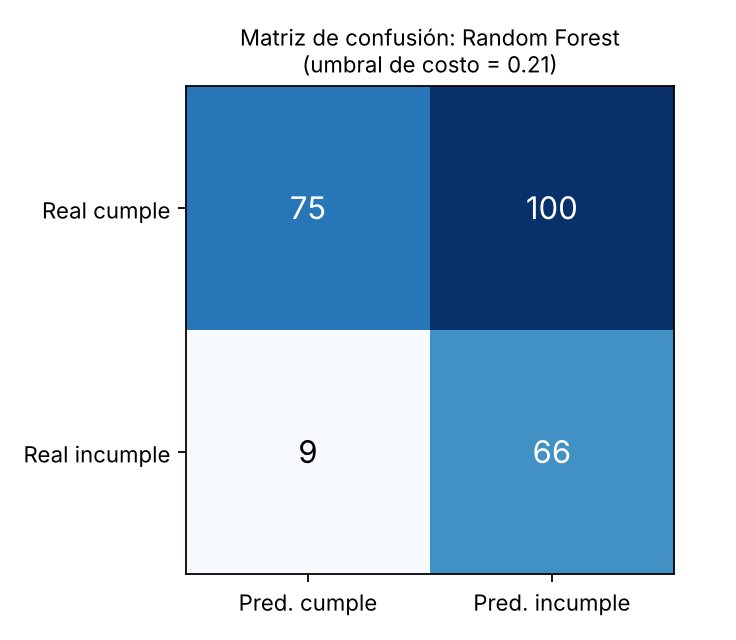 Matriz de confusión: Random Forest
(umbral de costo = 0.21)
Real cumple
75
100
Real incumple
9
66
Pred. cumple
Pred. incumple